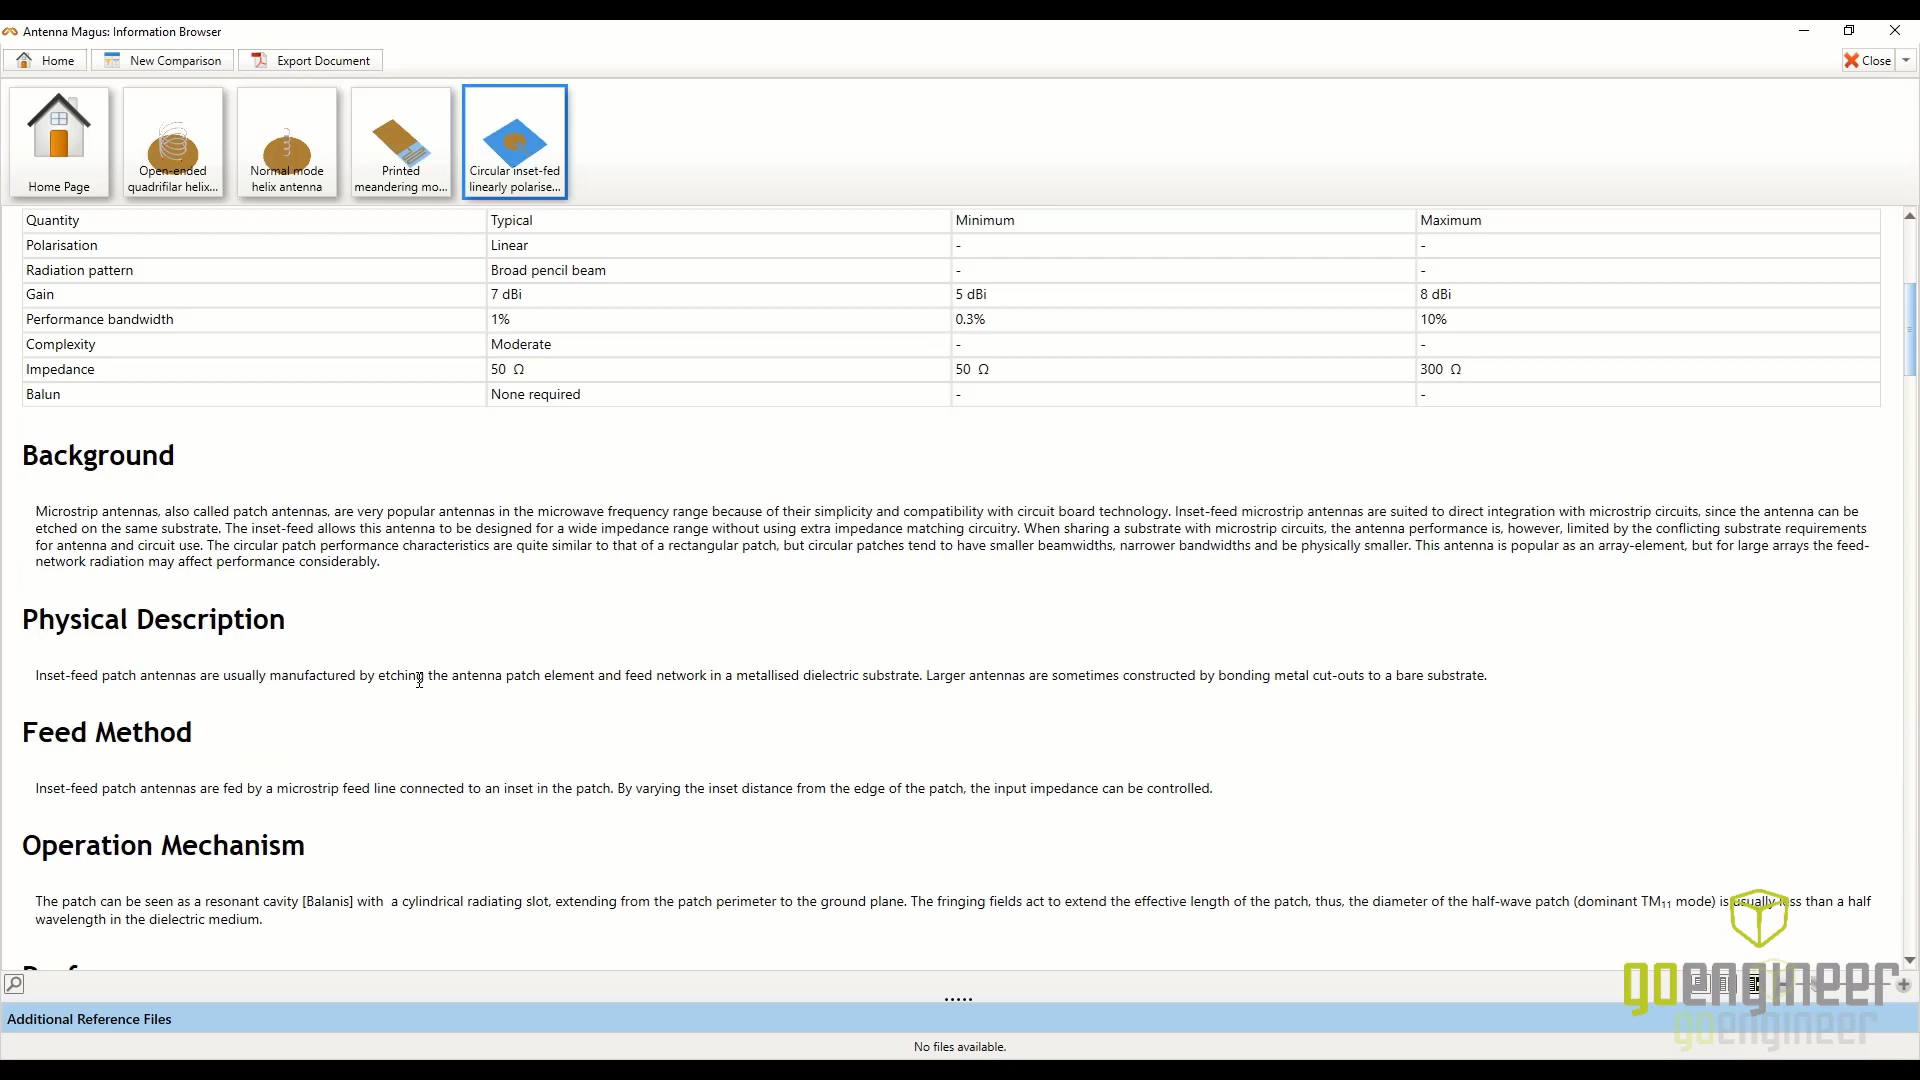 Antenna Magus: Information Browser
Home New Comparison Export Document Close
Home Page
Open-ended
quadrifilar helix...
Normal mode
helix antenna
Printed
meandering mo...
Circular inset-fed
linearly polarise...
Quantity Typical Minimum Maximum
Polarisation Linear - -
Radiation pattern Broad pencil beam - -
Gain 7 dBi 5 dBi 8 dBi
Performance bandwidth 1% 0.3% 10%
Complexity Moderate - -
Impedance 50 Ω 50 Ω 300 Ω
Balun None required - -
Background
Microstrip antennas, also called patch antennas, are very popular antennas in the microwave frequency range because of their simplicity and compatibility with circuit board technology. Inset-feed microstrip antennas are suited to direct integration with microstrip circuits, since the antenna can be
etched on the same substrate. The inset-feed allows this antenna to be designed for a wide impedance range without using extra impedance matching circuitry. When sharing a substrate with microstrip circuits, the antenna performance is, however, limited by the conflicting substrate requirements
for antenna and circuit use. The circular patch performance characteristics are quite similar to that of a rectangular patch, but circular patches tend to have smaller beamwidths, narrower bandwidths and be physically smaller. This antenna is popular as an array-element, but for large arrays the feed-
network radiation may affect performance considerably.
Physical Description
Inset-feed patch antennas are usually manufactured by etching the antenna patch element and feed network in a metallised dielectric substrate. Larger antennas are sometimes constructed by bonding metal cut-outs to a bare substrate.
Feed Method
Inset-feed patch antennas are fed by a microstrip feed line connected to an inset in the patch. By varying the inset distance from the edge of the patch, the input impedance can be controlled.
Operation Mechanism
The patch can be seen as a resonant cavity [Balanis] with a cylindrical radiating slot, extending from the patch perimeter to the ground plane. The fringing fields act to extend the effective length of the patch, thus, the diameter of the half-wave patch (dominant TM₁₁ mode) is usually less than a half
wavelength in the dielectric medium.
goengineer
goengineer
Additional Reference Files
No files available.